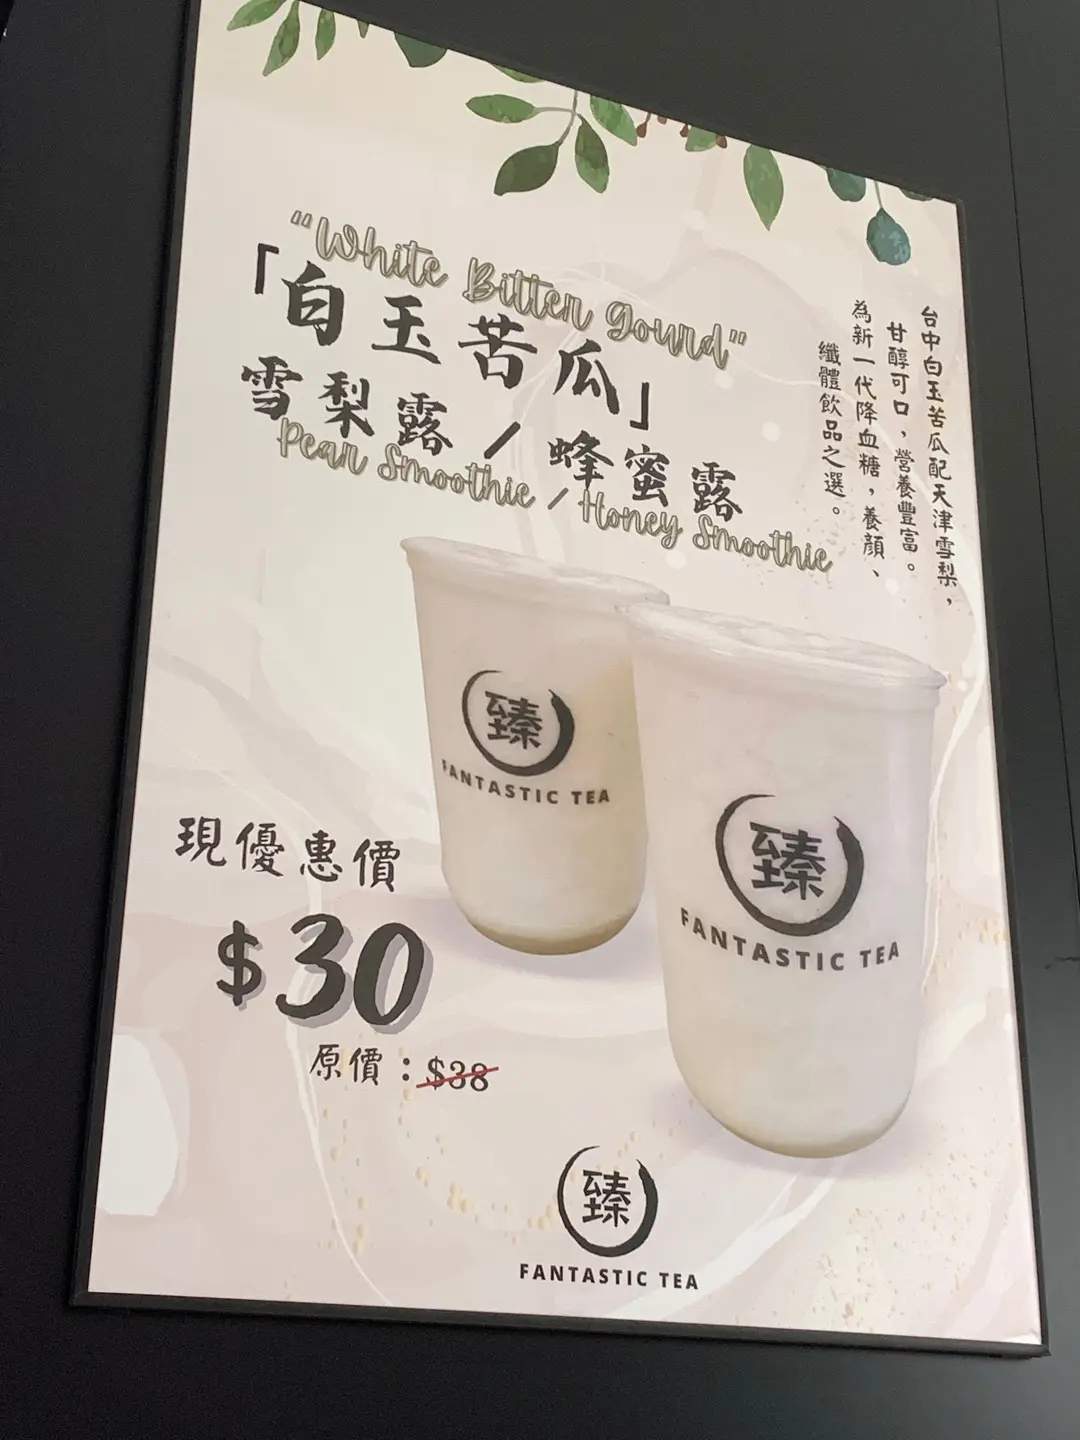 "White Bitter Gourd"
「白玉苦瓜」
雪梨露/蜂蜜露
Pear Smoothie / Honey Smoothie
台中白玉苦瓜配天津雪梨，
甘醇可口，營養豐富。
為新一代降血糖，養顏、
纖體飲品之選。
臻
FANTASTIC TEA
臻
FANTASTIC TEA
現優惠價
$30
原價：$38
臻
FANTASTIC TEA